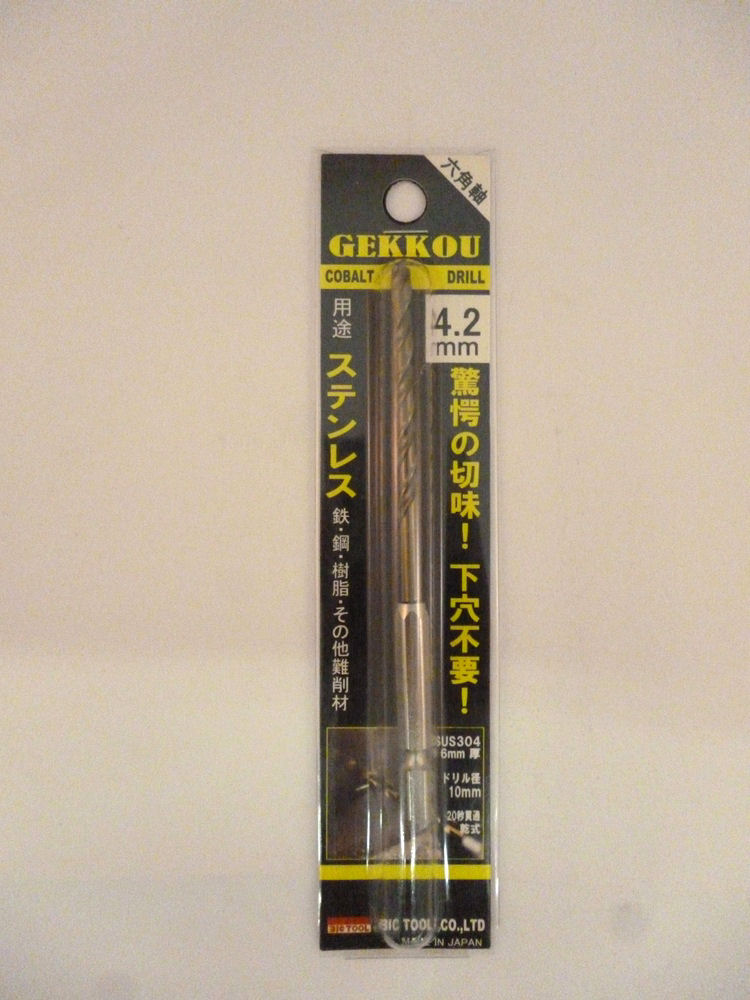 六角軸
GEKKOU
COBALT DRILL
4.2
mm
用途
ステンレス
鉄・鋼・樹脂・その他難削材
驚愕の切味！下穴不要！
SUS304
6mm 厚
ドリル径
10mm
20秒貫通
乾式
BIC TOOL
BIC TOOL CO.,LTD
MADE IN JAPAN